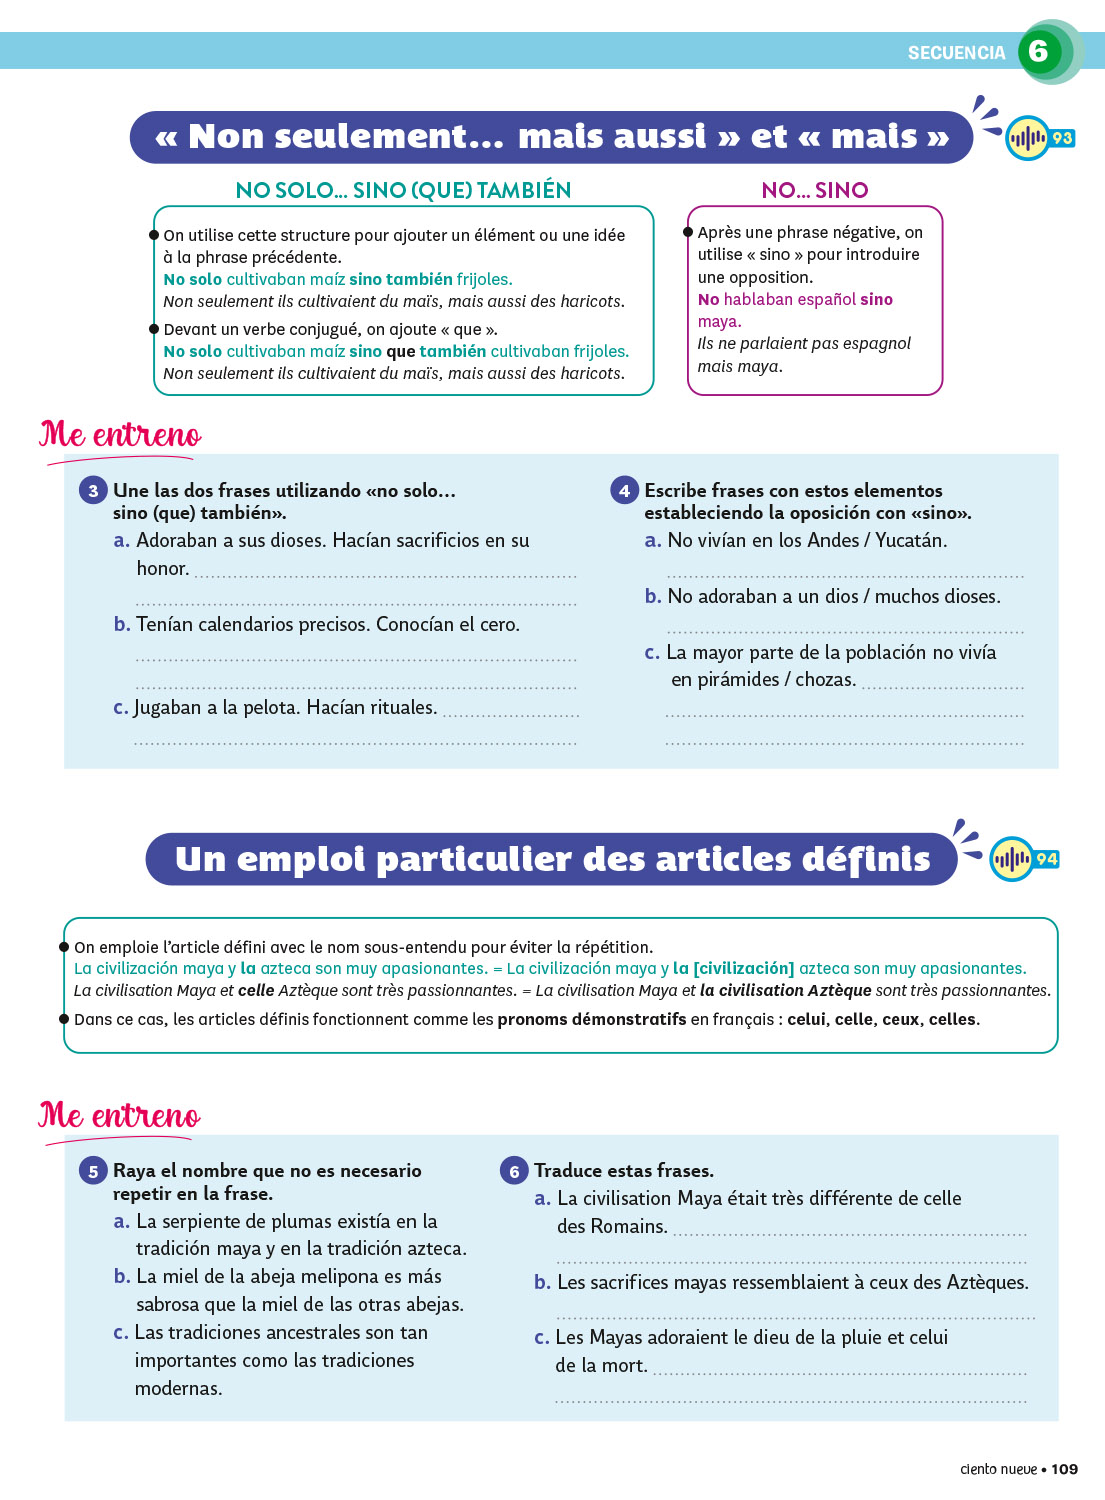 SECUENCIA 6
« Non seulement... mais aussi » et « mais »
93
NO SOLO... SINO (QUE) TAMBIÉN
On utilise cette structure pour ajouter un élément ou une idée
à la phrase précédente.
No solo cultivaban maíz sino también frijoles.
Non seulement ils cultivaient du maïs, mais aussi des haricots.
Devant un verbe conjugué, on ajoute « que ».
No solo cultivaban maíz sino que también cultivaban frijoles.
Non seulement ils cultivaient du maïs, mais aussi des haricots.
NO... SINO
Après une phrase négative, on
utilise « sino » pour introduire
une opposition.
No hablaban español sino
maya.
Ils ne parlaient pas espagnol
mais maya.
Me entreno
3 Une las dos frases utilizando «no solo...
sino (que) también».
a. Adoraban a sus dioses. Hacían sacrificios en su
honor.
b. Tenían calendarios precisos. Conocían el cero.
c. Jugaban a la pelota. Hacían rituales.
4 Escribe frases con estos elementos
estableciendo la oposición con «sino».
a. No vivían en los Andes / Yucatán.
b. No adoraban a un dios / muchos dioses.
c. La mayor parte de la población no vivía
en pirámides / chozas.
Un emploi particulier des articles définis
94
On emploie l'article défini avec le nom sous-entendu pour éviter la répétition.
La civilización maya y la azteca son muy apasionantes. = La civilización maya y la [civilización] azteca son muy apasionantes.
La civilisation Maya et celle Aztèque sont très passionnantes. = La civilisation Maya et la civilisation Aztèque sont très passionnantes.
Dans ce cas, les articles définis fonctionnent comme les pronoms démonstratifs en français : celui, celle, ceux, celles.
Me entreno
5 Raya el nombre que no es necesario
repetir en la frase.
a. La serpiente de plumas existía en la
tradición maya y en la tradición azteca.
b. La miel de la abeja melipona es más
sabrosa que la miel de las otras abejas.
c. Las tradiciones ancestrales son tan
importantes como las tradiciones
modernas.
6 Traduce estas frases.
a. La civilisation Maya était très différente de celle
des Romains.
b. Les sacrifices mayas ressemblaient à ceux des Aztèques.
c. Les Mayas adoraient le dieu de la pluie et celui
de la mort.
ciento nueve • 109